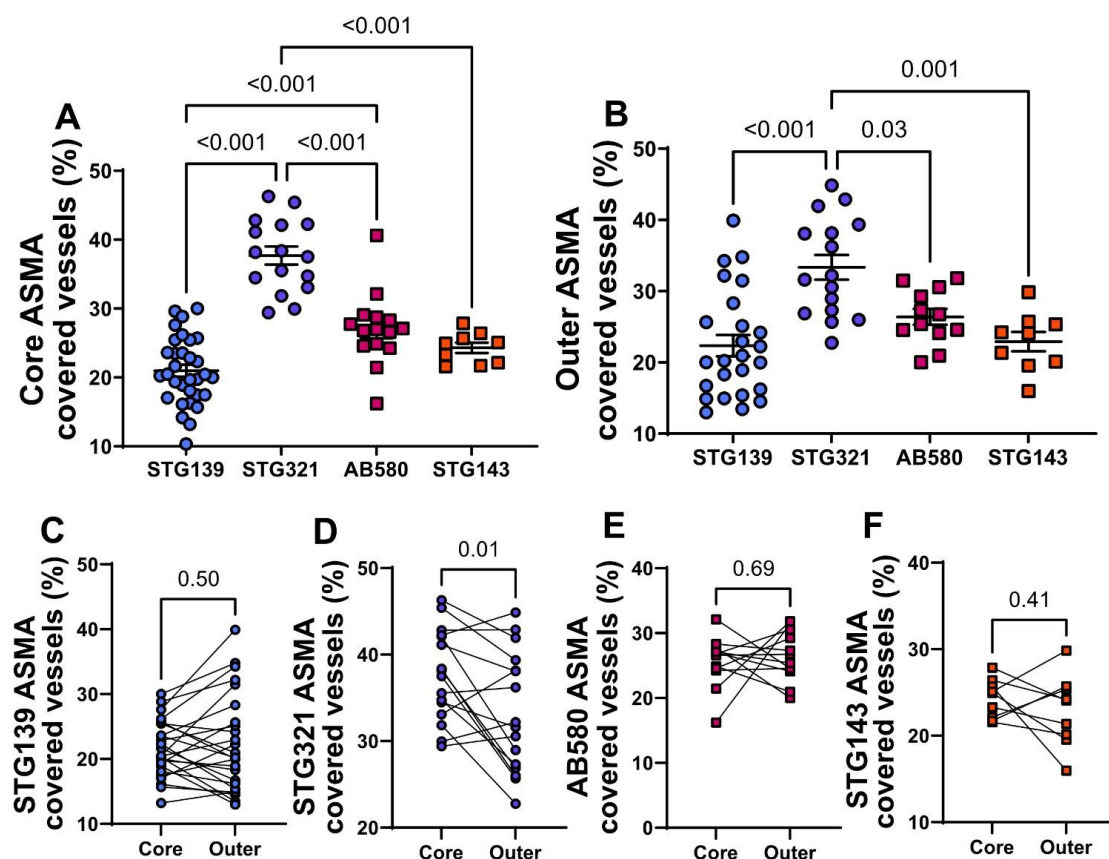 <0.001
<0.001
<0.001 <0.001
A
Core ASMA
covered vessels (%)
50
40
30
20
10
STG139 STG321 AB580 STG143
0.001
<0.001 0.03
B
Outer ASMA
covered vessels (%)
50
40
30
20
10
STG139 STG321 AB580 STG143
C
STG139 ASMA
covered vessels (%)
0.50
50
40
30
20
10
Core Outer
D
STG321 ASMA
covered vessels (%)
0.01
50
40
30
20
Core Outer
E
AB580 ASMA
covered vessels (%)
0.69
40
30
20
10
0
Core Outer
F
STG143 ASMA
covered vessels (%)
0.41
40
30
20
10
Core Outer